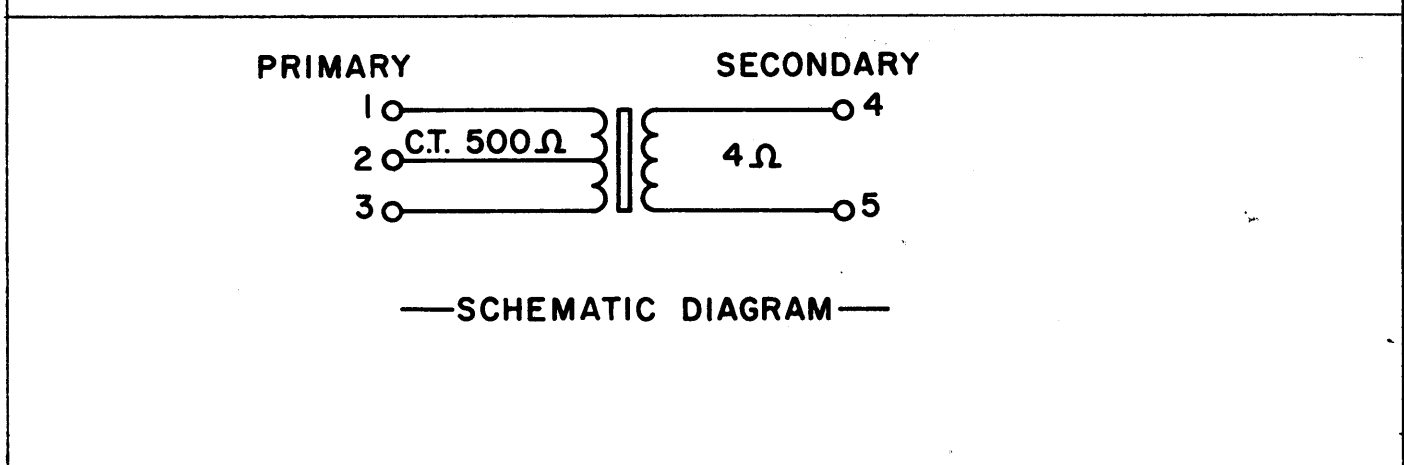 PRIMARY SECONDARY
1 4
C.T. 500Ω
2 4Ω
3 5
—SCHEMATIC DIAGRAM—